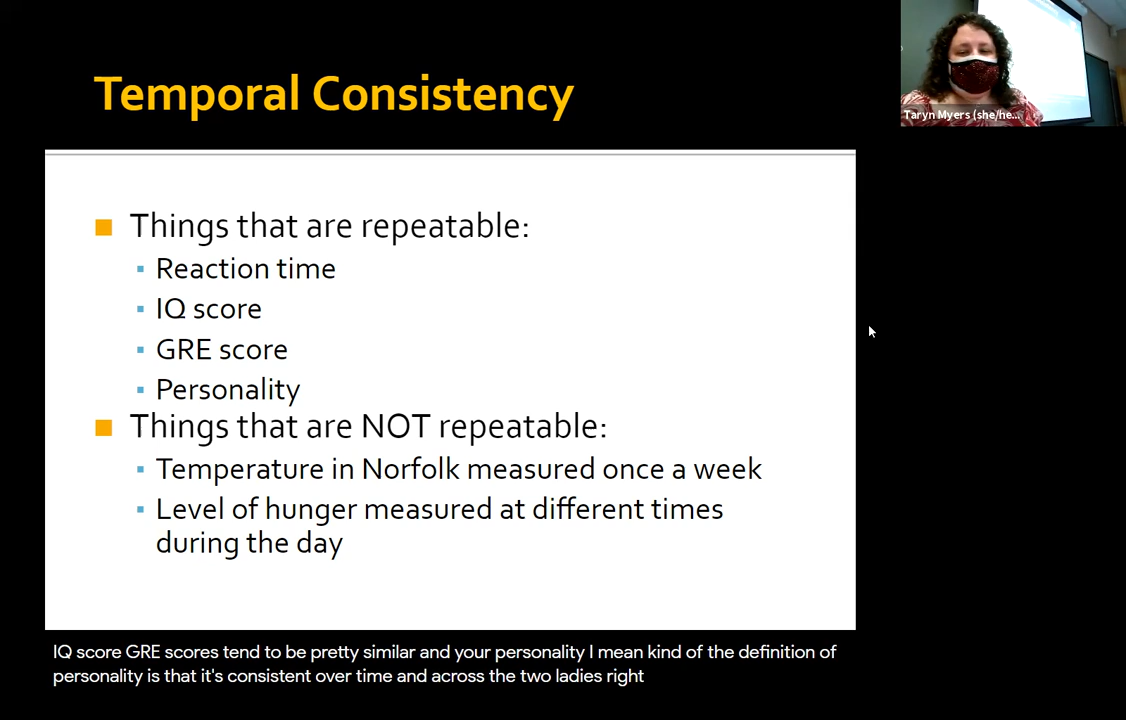 Temporal Consistency
Taryn Myers (she/he...
Things that are repeatable:
Reaction time
IQ score
GRE score
Personality
Things that are NOT repeatable:
Temperature in Norfolk measured once a week
Level of hunger measured at different times
during the day
IQ score GRE scores tend to be pretty similar and your personality I mean kind of the definition of
personality is that it's consistent over time and across the two ladies right